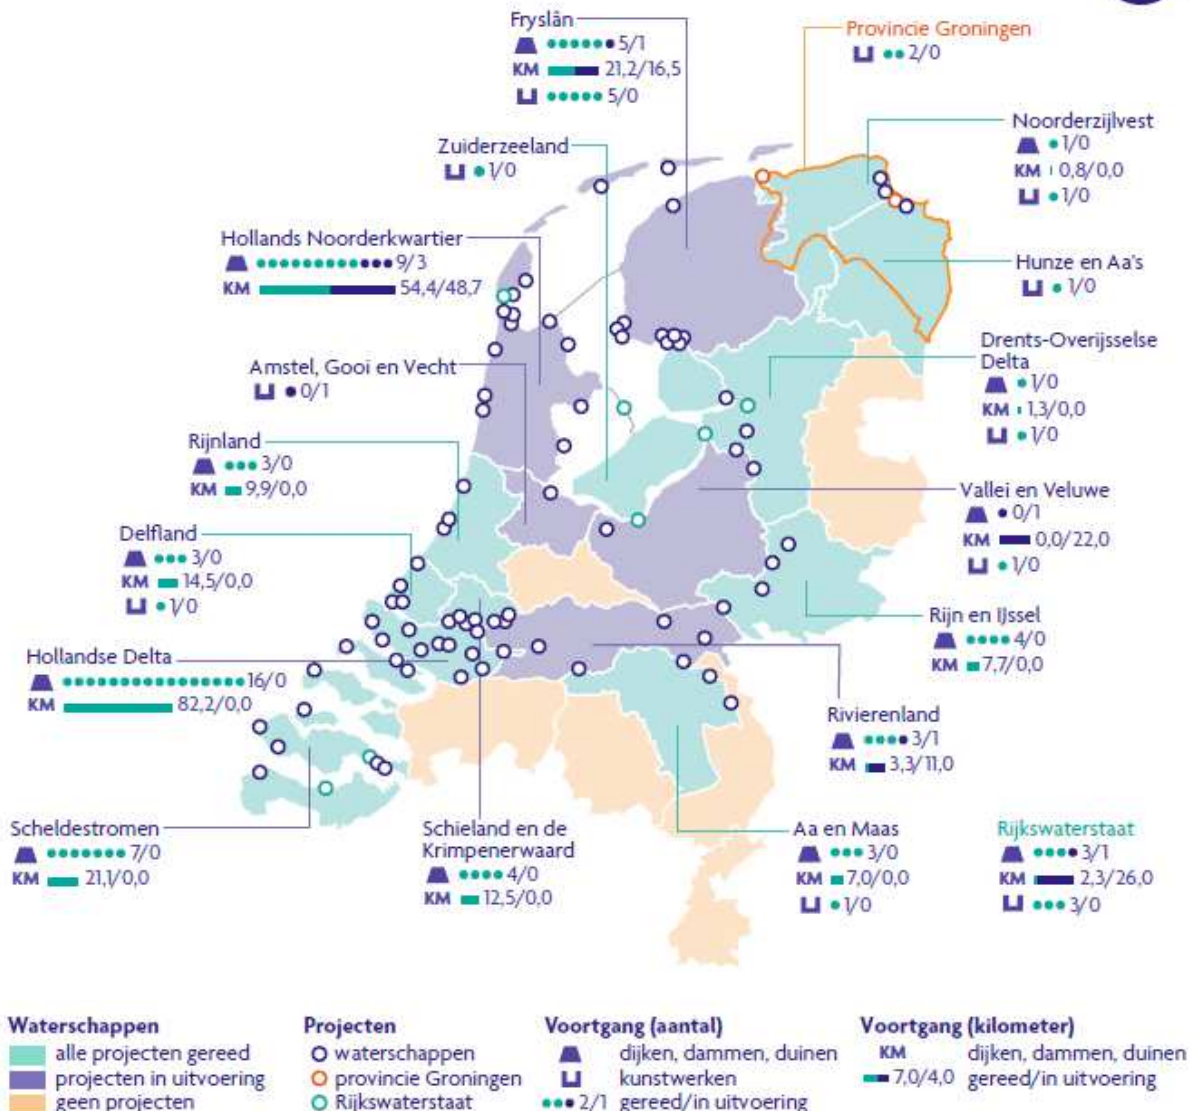 Fryslân
5/1
KM 21,2/16,5
5/0
Provincie Groningen
2/0
Noorderzijlvest
1/0
KM 0,8/0,0
1/0
Zuiderzeeland
1/0
Hollands Noorderkwartier
9/3
KM 54,4/48,7
Hunze en Aa's
1/0
Amstel, Gooi en Vecht
0/1
Drents-Overijsselse
Delta
1/0
KM 1,3/0,0
1/0
Rijnland
3/0
KM 9,9/0,0
Vallei en Veluwe
0/1
KM 0,0/22,0
1/0
Delfland
3/0
KM 14,5/0,0
1/0
Rijn en IJssel
4/0
KM 7,7/0,0
Hollandse Delta
16/0
KM 82,2/0,0
Rivierenland
3/1
KM 3,3/11,0
Scheldestromen
7/0
KM 21,1/0,0
Schieland en de
Krimpenerwaard
4/0
KM 12,5/0,0
Aa en Maas
3/0
KM 7,0/0,0
1/0
Rijkswaterstaat
3/1
KM 2,3/26,0
3/0
Waterschappen
alle projecten gereed
projecten in uitvoering
geen projecten
Projecten
waterschappen
provincie Groningen
Rijkswaterstaat
Voortgang (aantal)
dijken, dammen, duinen
kunstwerken
2/1 gereed/in uitvoering
Voortgang (kilometer)
KM dijken, dammen, duinen
7,0/4,0 gereed/in uitvoering